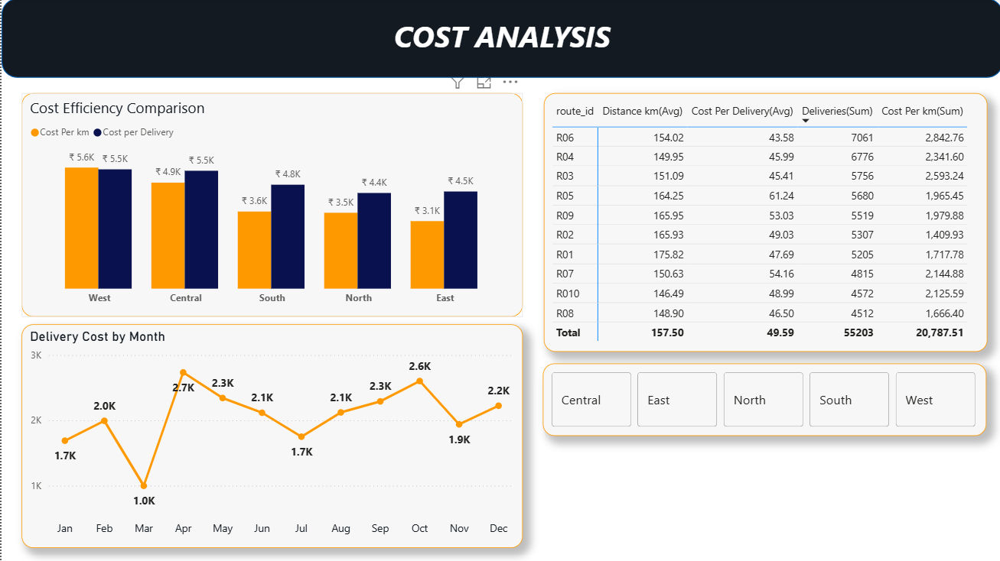 COST ANALYSIS
Cost Efficiency Comparison
Cost Per km Cost per Delivery
₹ 5.6K ₹ 5.5K ₹ 4.9K ₹ 5.5K ₹ 3.6K ₹ 4.8K ₹ 3.5K ₹ 4.4K ₹ 3.1K ₹ 4.5K
West Central South North East
Delivery Cost by Month
3K
2K
1K
1.7K 2.0K 1.0K 2.7K 2.3K 2.1K 1.7K 2.1K 2.3K 2.6K 1.9K 2.2K
Jan Feb Mar Apr May Jun Jul Aug Sep Oct Nov Dec
route_id Distance km(Avg) Cost Per Delivery(Avg) Deliveries(Sum) Cost Per km(Sum)
R06 154.02 43.58 7061 2,842.76
R04 149.95 45.99 6776 2,341.60
R03 151.09 45.41 5756 2,593.24
R05 164.25 61.24 5680 1,965.45
R09 165.95 53.03 5519 1,979.88
R02 165.93 49.03 5307 1,409.93
R01 175.82 47.69 5205 1,717.78
R07 150.63 54.16 4815 2,144.88
R010 146.49 48.99 4572 2,125.59
R08 148.90 46.50 4512 1,666.40
Total 157.50 49.59 55203 20,787.51
Central East North South West